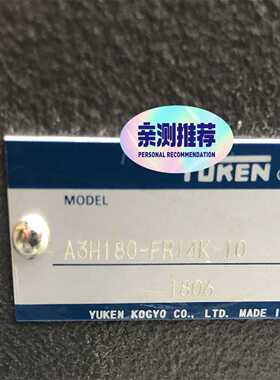 亲测推荐
PERSONAL RECOMMENDATION
YUKEN
MODEL
A3H180-FR14K-10
1806
YUKEN KOGYO CO., LTD. MADE I